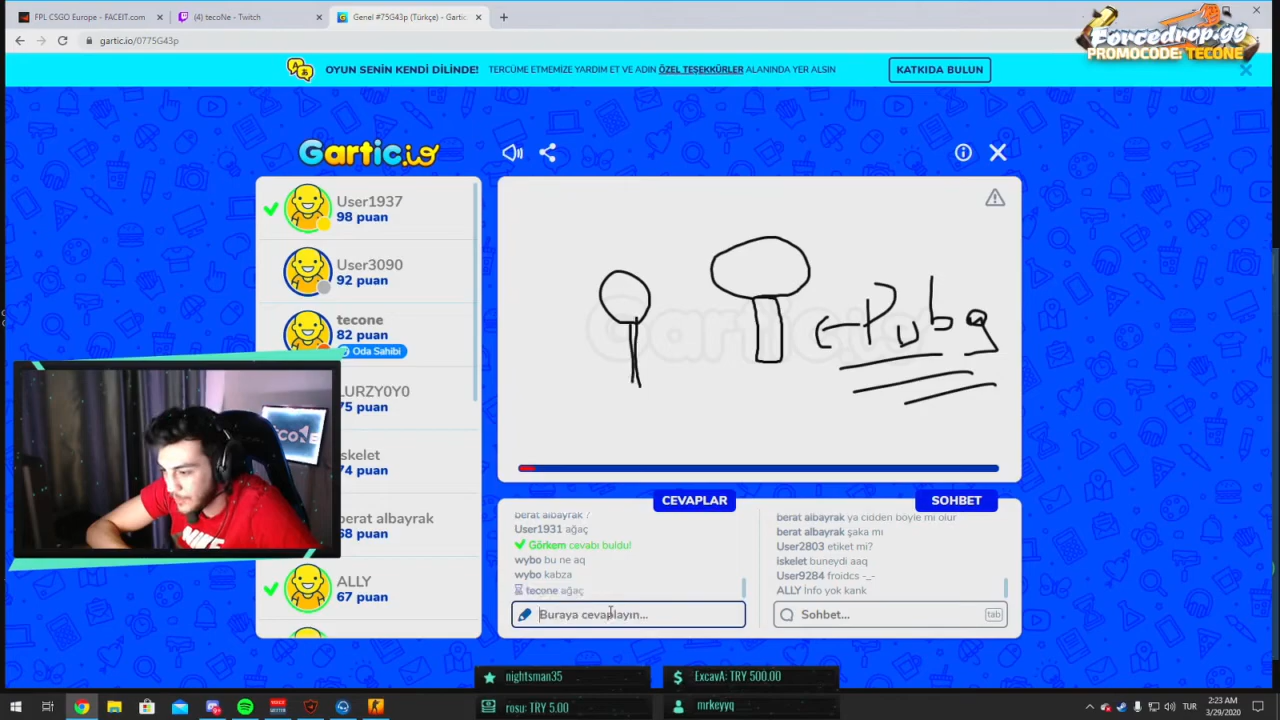 FPL CSGO Europe - FACEIT.com
(4) tecoNe - Twitch
Genel #75G43p (Türkçe) - Gartic
gartic.io/0775G43p
Forcedrop.gg
PROMOCODE: TECONE
OYUN SENİN KENDİ DİLİNDE! TERCÜME ETMEMİZE YARDIM ET VE ADIN ÖZEL TEŞEKKÜRLER ALANINDA YER ALSIN
KATKIDA BULUN
Gartic.io
User1937
98 puan
User3090
92 puan
tecone
82 puan
Oda Sahibi
LURZY0Y0
75 puan
iskelet
74 puan
berat albayrak
68 puan
ALLY
67 puan
tecoNe
Gartic.io
← Pubg
CEVAPLAR
berat albayrak ?
User1931 ağaç
Görkem cevabı buldu!
wybo bu ne aq
wybo kabza
tecone ağaç
Buraya cevaplayın...
SOHBET
berat albayrak ya cidden böyle mi olur
berat albayrak şaka mı
User2803 etiket mi?
iskelet buneydi aaq
User9284 froidcs -_-
ALLY Info yok kank
Sohbet...
tab
nightsman35
ExcavA: TRY 500.00
rosu: TRY 5.00
mrkeyyq
TUR
2:23 AM
3/29/2020